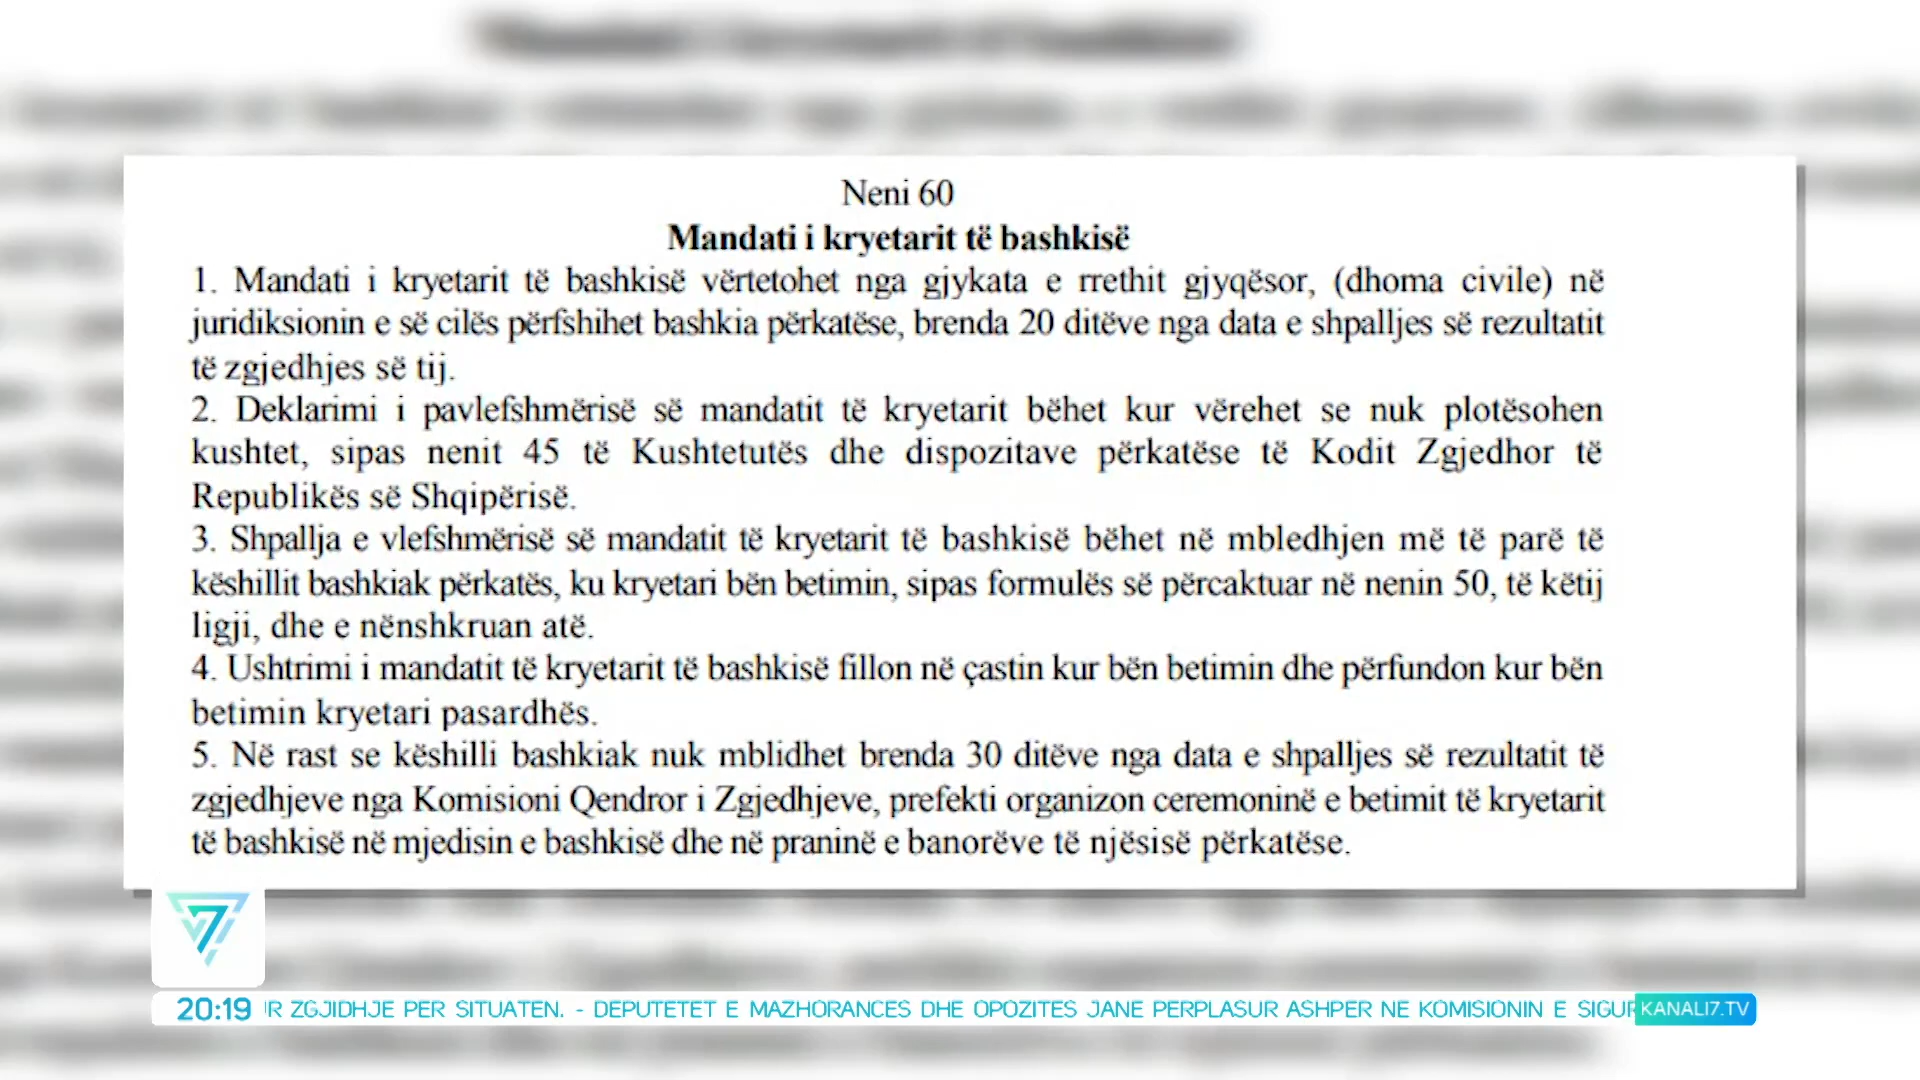 Neni 60
Mandati i kryetarit të bashkisë
1. Mandati i kryetarit të bashkisë vërtetohet nga gjykata e rrethit gjyqësor, (dhoma civile) në
juridiksionin e së cilës përfshihet bashkia përkatëse, brenda 20 ditëve nga data e shpalljes së rezultatit
të zgjedhjes së tij.
2. Deklarimi i pavlefshmërisë së mandatit të kryetarit bëhet kur vërehet se nuk plotësohen
kushtet, sipas nenit 45 të Kushtetutës dhe dispozitave përkatëse të Kodit Zgjedhor të
Republikës së Shqipërisë.
3. Shpallja e vlefshmërisë së mandatit të kryetarit të bashkisë bëhet në mbledhjen më të parë të
këshillit bashkiak përkatës, ku kryetari bën betimin, sipas formulës së përcaktuar në nenin 50, të këtij
ligji, dhe e nënshkruan atë.
4. Ushtrimi i mandatit të kryetarit të bashkisë fillon në çastin kur bën betimin dhe përfundon kur bën
betimin kryetari pasardhës.
5. Në rast se këshilli bashkiak nuk mblidhet brenda 30 ditëve nga data e shpalljes së rezultatit të
zgjedhjeve nga Komisioni Qendror i Zgjedhjeve, prefekti organizon ceremoninë e betimit të kryetarit
të bashkisë në mjedisin e bashkisë dhe në praninë e banorëve të njësisë përkatëse.
7
20:19 IR ZGJIDHJE PER SITUATEN. - DEPUTETET E MAZHORANCES DHE OPOZITES JANE PERPLASUR ASHPER NE KOMISIONIN E SIGUR KANALI7.TV